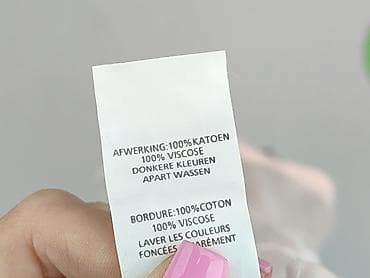 AFWERKING:100%KATOEN
100% VISCOSE
DONKERE KLEUREN
APART WASSEN
BORDURE:100%COTON
100% VISCOSE
LAVER LES COULEURS
FONCÉES